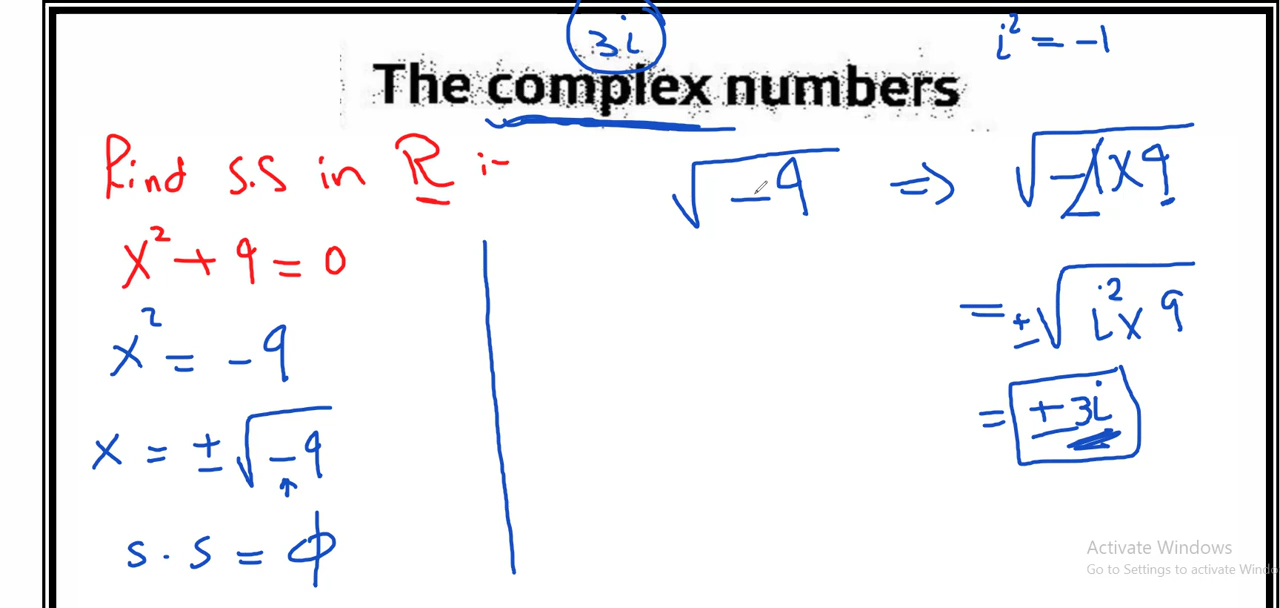 3i
i² = -1
The complex numbers
Find S.S in R :-
x² + 9 = 0
x² = -9
x = ± √-9
S.S = ϕ
√-9 ⇒ √-1 x 9
= ± √i² x 9
= ± 3i
Activate Windows
Go to Settings to activate Windo